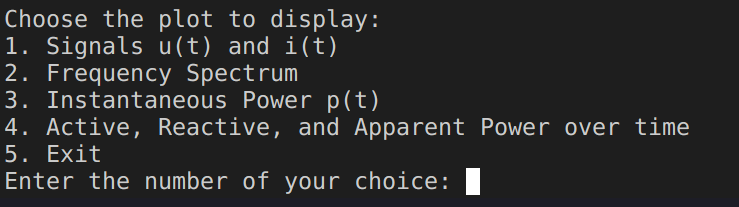 Choose the plot to display:
1. Signals u(t) and i(t)
2. Frequency Spectrum
3. Instantaneous Power p(t)
4. Active, Reactive, and Apparent Power over time
5. Exit
Enter the number of your choice: